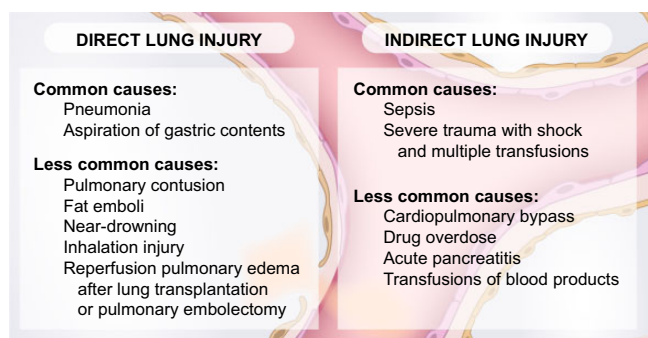 DIRECT LUNG INJURY
Common causes:
Pneumonia
Aspiration of gastric contents
Less common causes:
Pulmonary contusion
Fat emboli
Near-drowning
Inhalation injury
Reperfusion pulmonary edema
after lung transplantation
or pulmonary embolectomy
INDIRECT LUNG INJURY
Common causes:
Sepsis
Severe trauma with shock
and multiple transfusions
Less common causes:
Cardiopulmonary bypass
Drug overdose
Acute pancreatitis
Transfusions of blood products